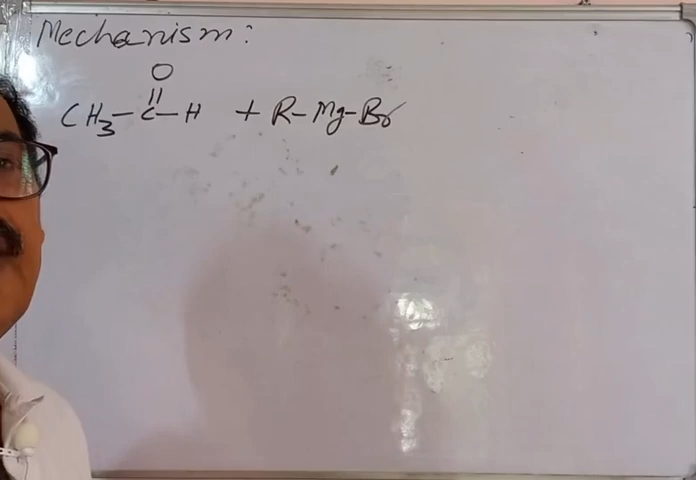 Mechanism:
O
||
CH3-C-H + R-Mg-Br